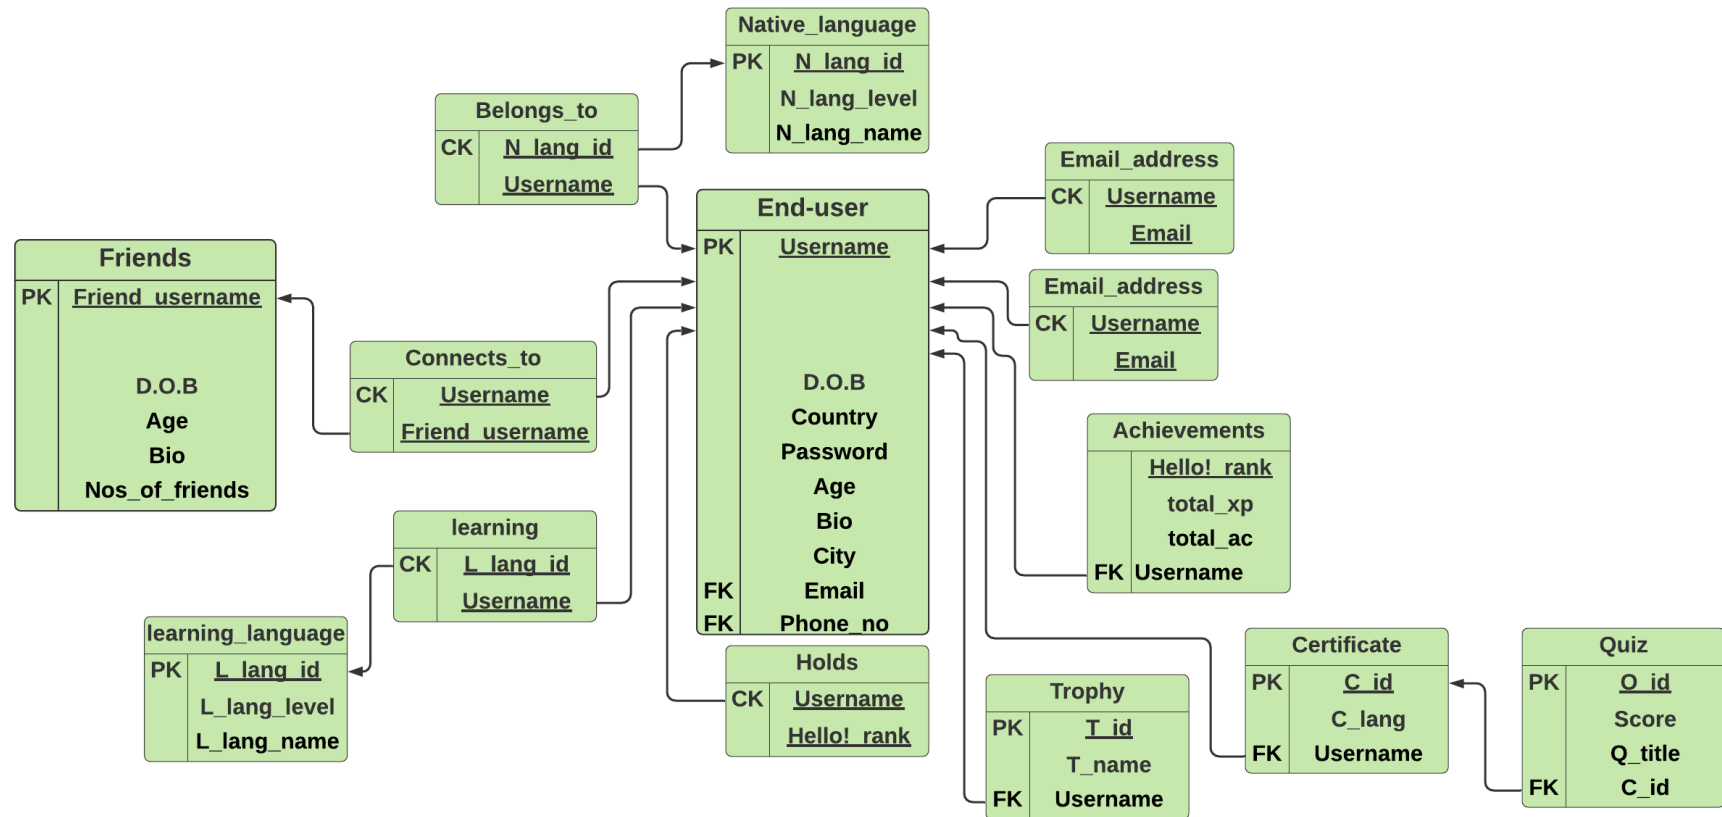 Native_language
PK N_lang_id
N_lang_level
N_lang_name
Belongs_to
CK N_lang_id
Username
Email_address
CK Username
Email
End-user
PK Username
D.O.B
Country
Password
Age
Bio
City
FK Email
FK Phone_no
Friends
PK Friend_username
D.O.B
Age
Bio
Nos_of_friends
Email_address
CK Username
Email
Connects_to
CK Username
Friend_username
Achievements
Hello!_rank
total_xp
total_ac
FK Username
learning
CK L_lang_id
Username
learning_language
PK L_lang_id
L_lang_level
L_lang_name
Holds
CK Username
Hello!_rank
Trophy
PK T_id
T_name
FK Username
Certificate
PK C_id
C_lang
FK Username
Quiz
PK O_id
Score
Q_title
FK C_id